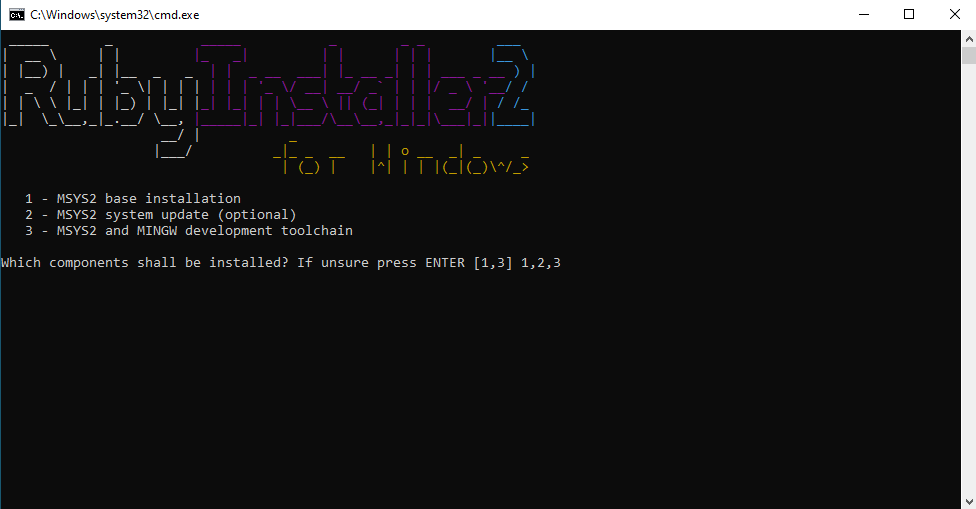 C:\Windows\system32\cmd.exe
RubyInstaller2
for Windows
1 - MSYS2 base installation
2 - MSYS2 system update (optional)
3 - MSYS2 and MINGW development toolchain
Which components shall be installed? If unsure press ENTER [1,3] 1,2,3